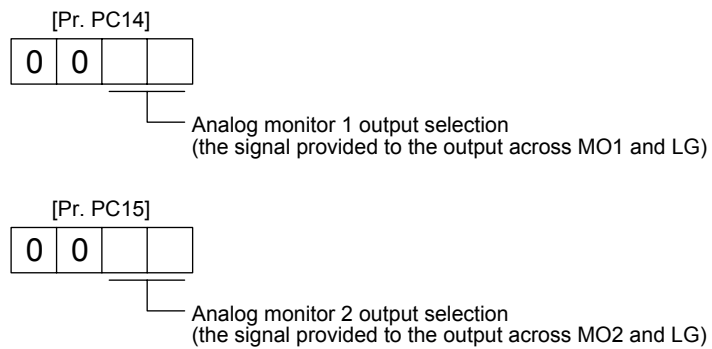 [Pr. PC14]
0 0
Analog monitor 1 output selection
(the signal provided to the output across MO1 and LG)
[Pr. PC15]
0 0
Analog monitor 2 output selection
(the signal provided to the output across MO2 and LG)